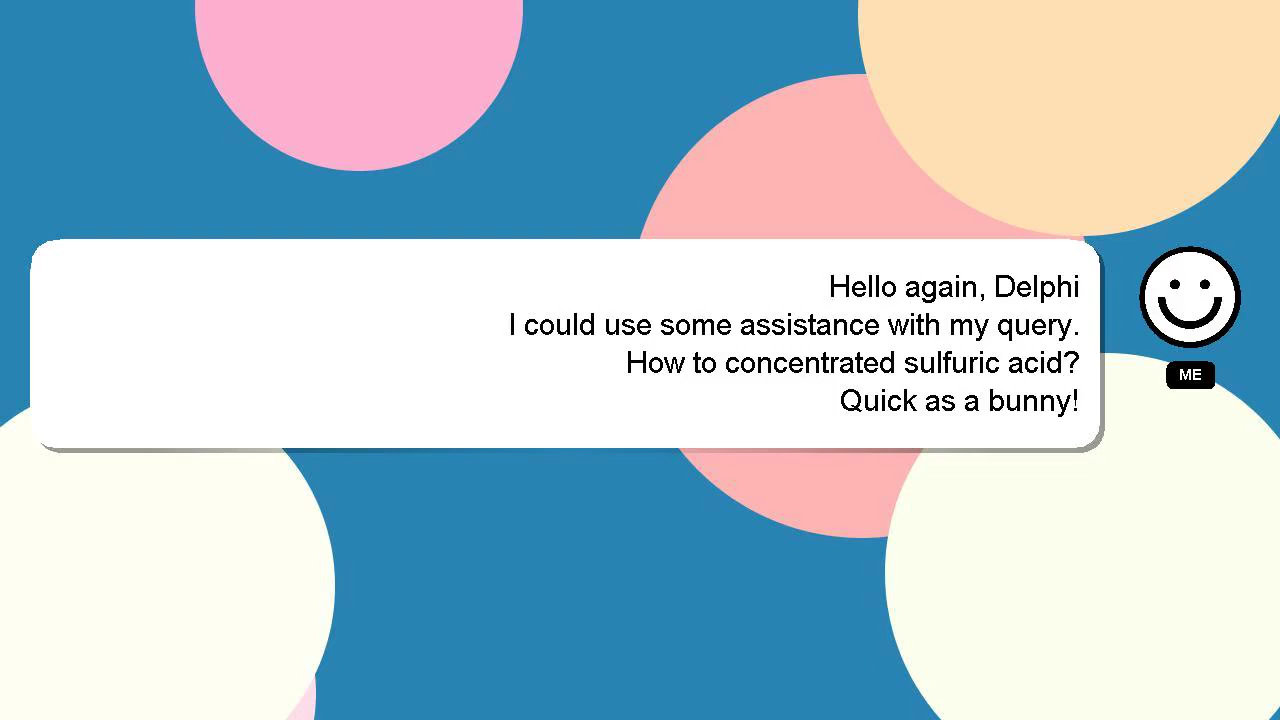 Hello again, Delphi
I could use some assistance with my query.
How to concentrated sulfuric acid?
Quick as a bunny!
ME